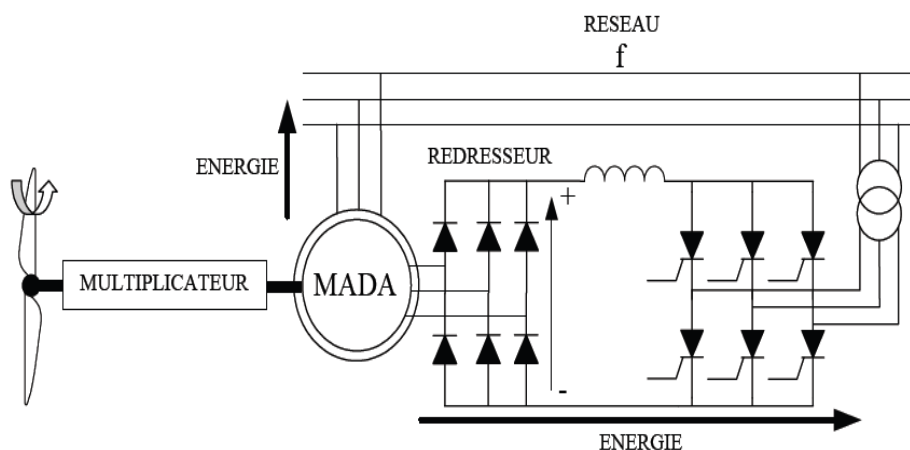 RESEAU
f
ENERGIE
REDRESSEUR
+
MULTIPLICATEUR
MADA
-
ENERGIE